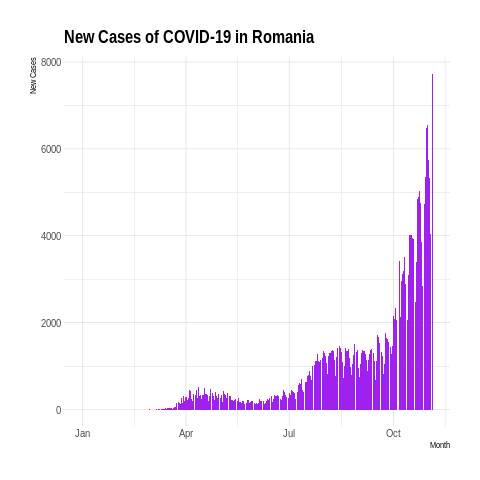 New Cases of COVID-19 in Romania
New Cases
8000
6000
4000
2000
0
Jan Apr Jul Oct
Month